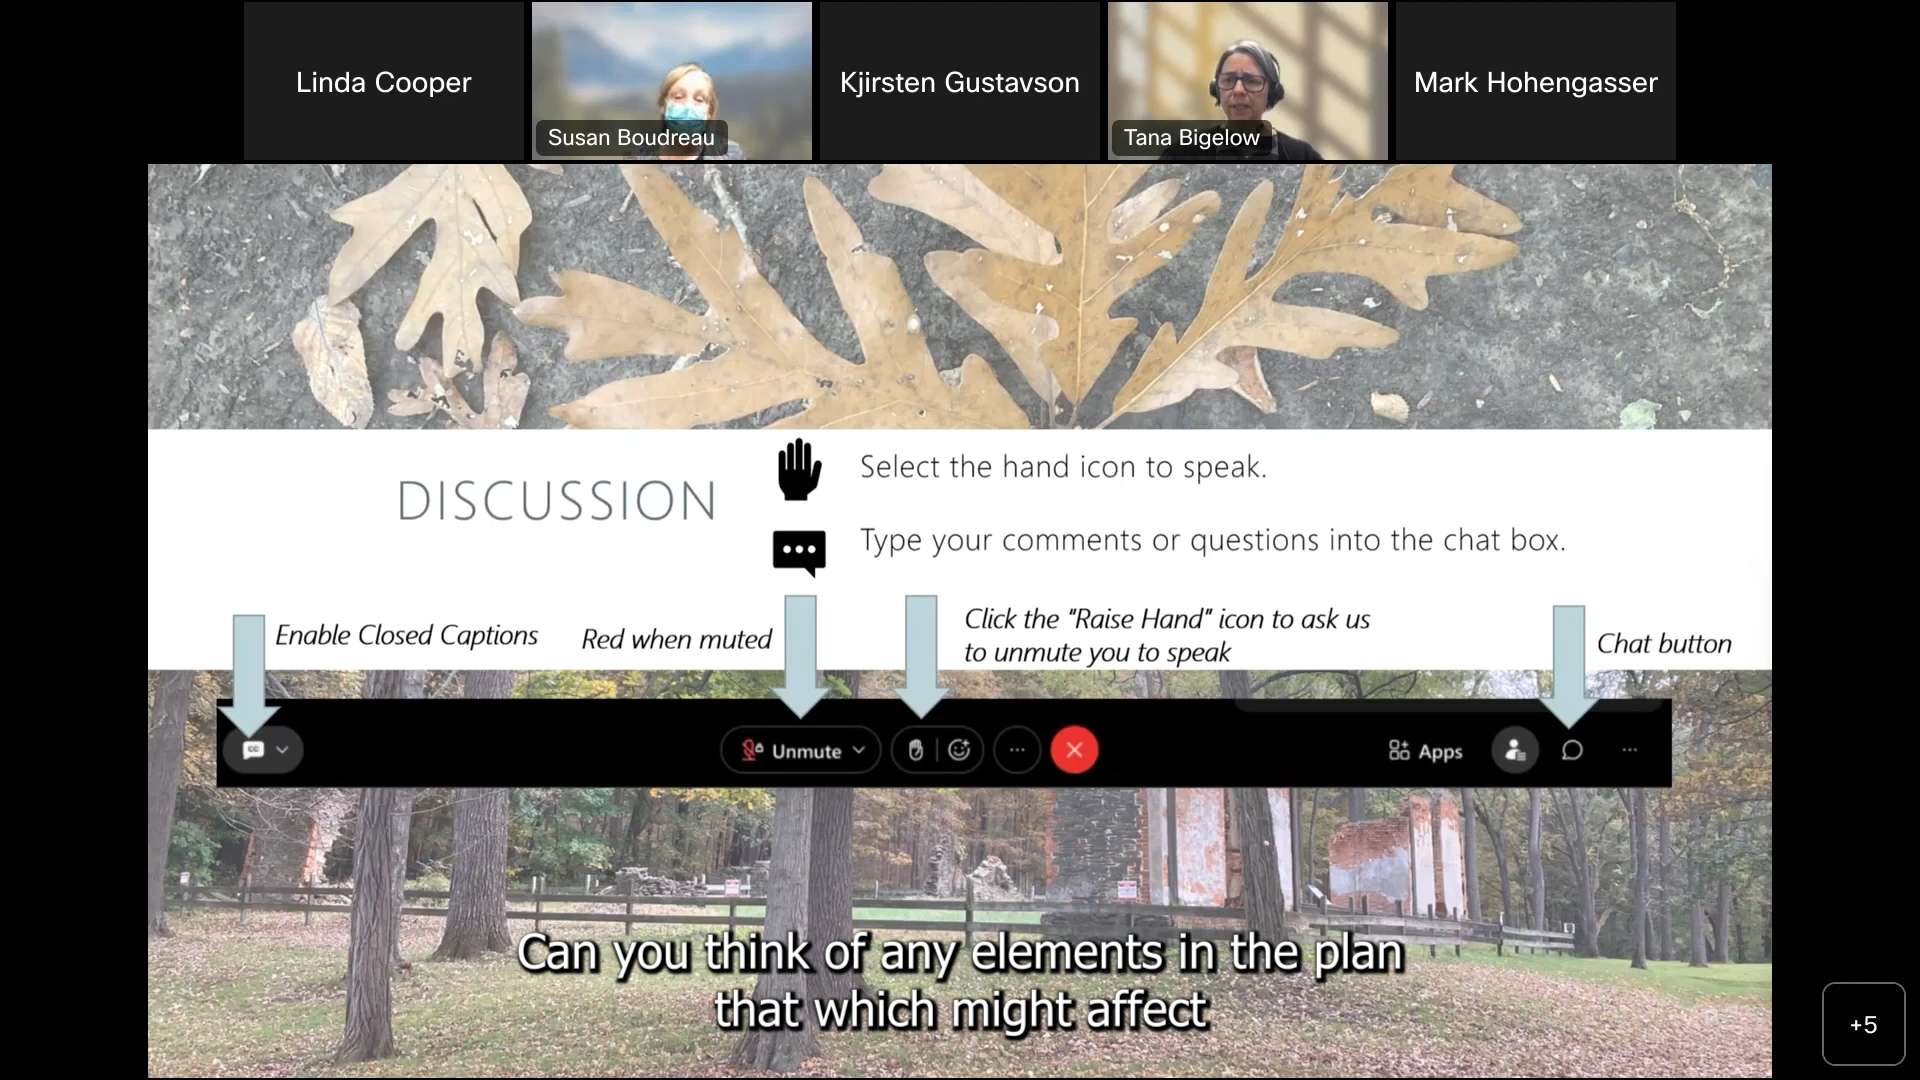 Linda Cooper
Susan Boudreau
Kjirsten Gustavson
Tana Bigelow
Mark Hohengasser
DISCUSSION
Select the hand icon to speak.
Type your comments or questions into the chat box.
Enable Closed Captions
Red when muted
Click the "Raise Hand" icon to ask us
to unmute you to speak
Chat button
CC
Unmute
Apps
Can you think of any elements in the plan
that which might affect
+5